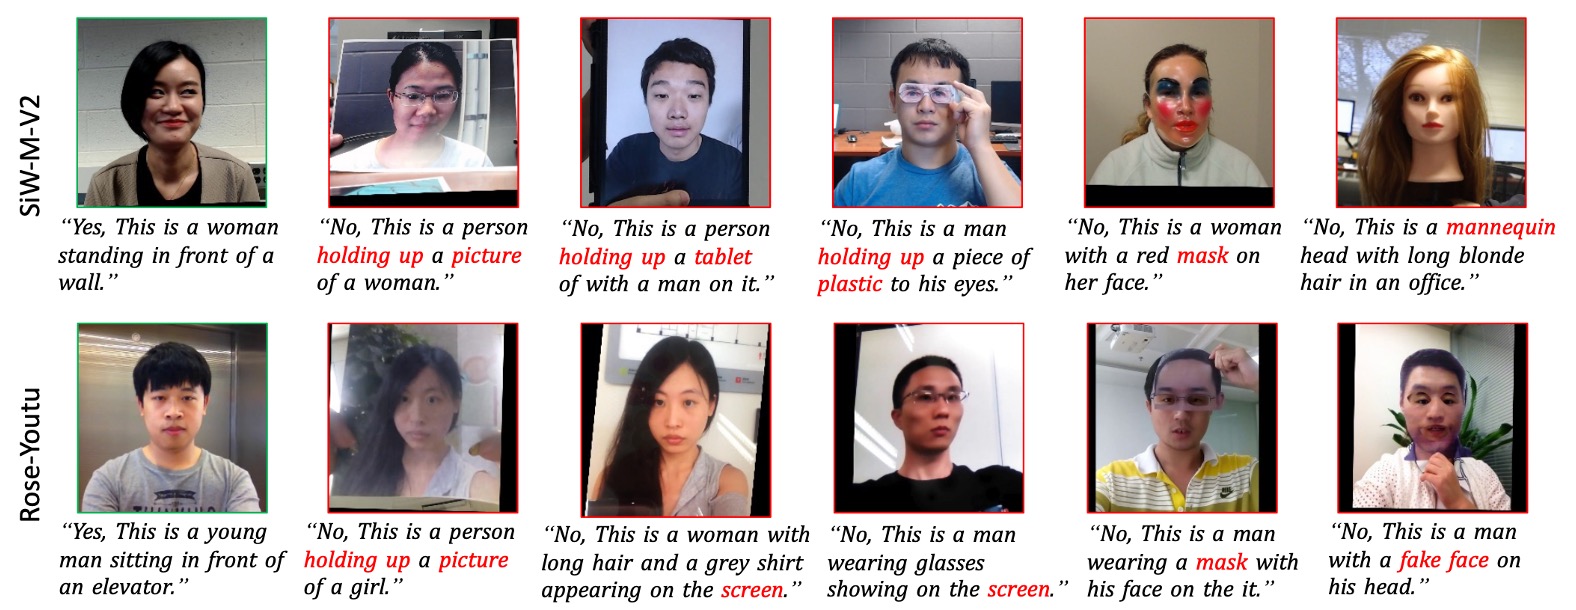 SiW-M-V2
“Yes, This is a woman
standing in front of a
wall.”
“No, This is a person
holding up a picture
of a woman.”
“No, This is a person
holding up a tablet
of with a man on it.”
“No, This is a man
holding up a piece of
plastic to his eyes.”
“No, This is a woman
with a red mask on
her face.”
“No, This is a mannequin
head with long blonde
hair in an office.”
Rose-Youtu
“Yes, This is a young
man sitting in front of
an elevator.”
“No, This is a person
holding up a picture
of a girl.”
“No, This is a woman with
long hair and a grey shirt
appearing on the screen.”
“No, This is a man
wearing glasses
showing on the screen.”
“No, This is a man
wearing a mask with
his face on the it.”
“No, This is a man
with a fake face on
his head.”